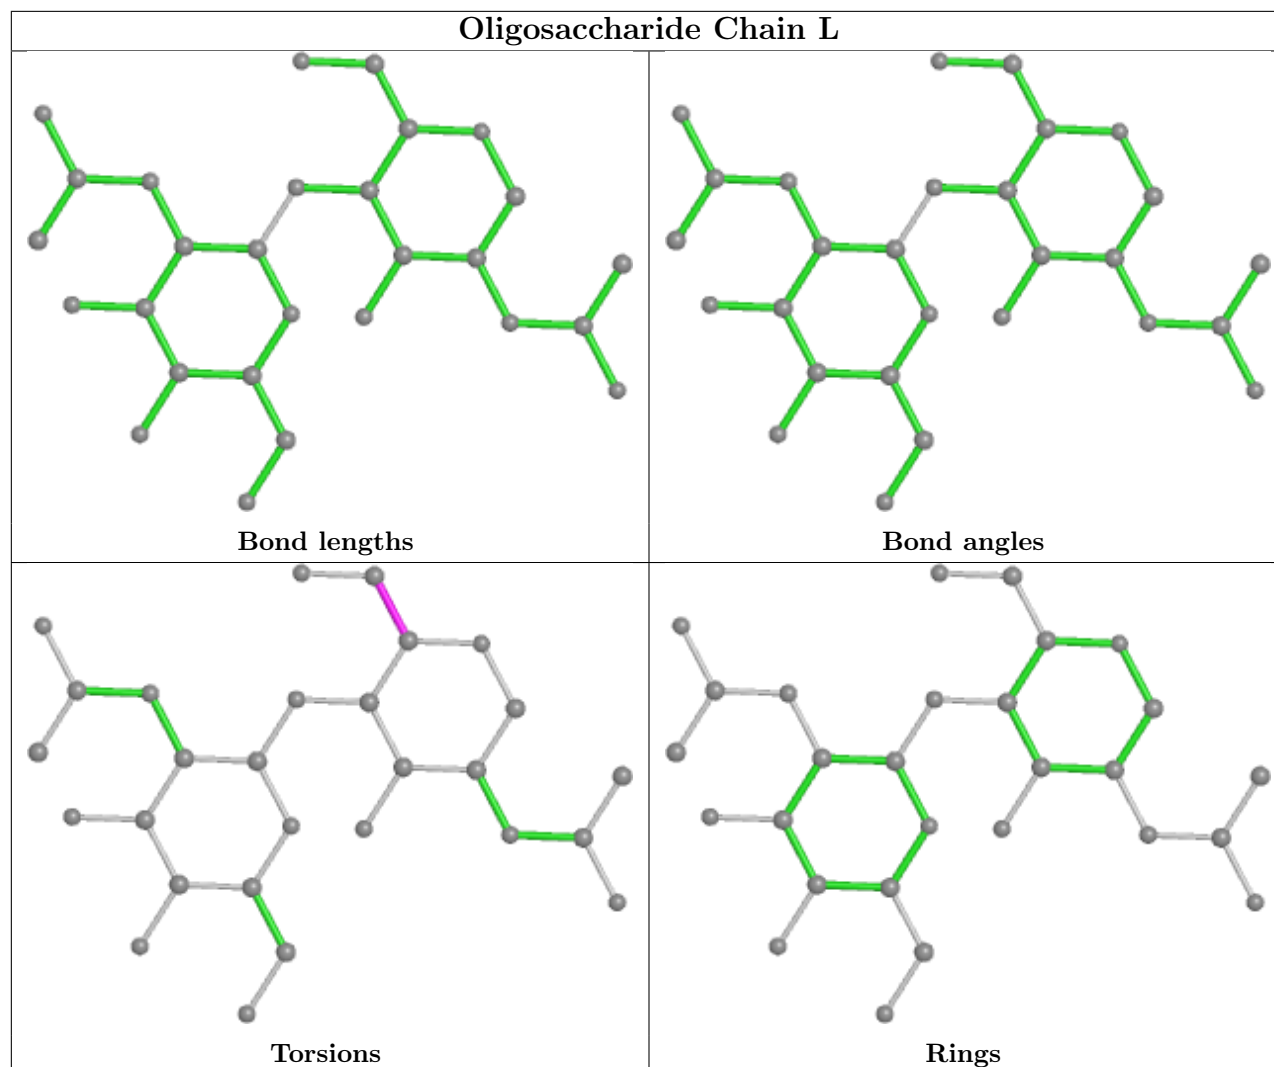 Oligosaccharide Chain L
Bond lengths
Bond angles
Torsions
Rings